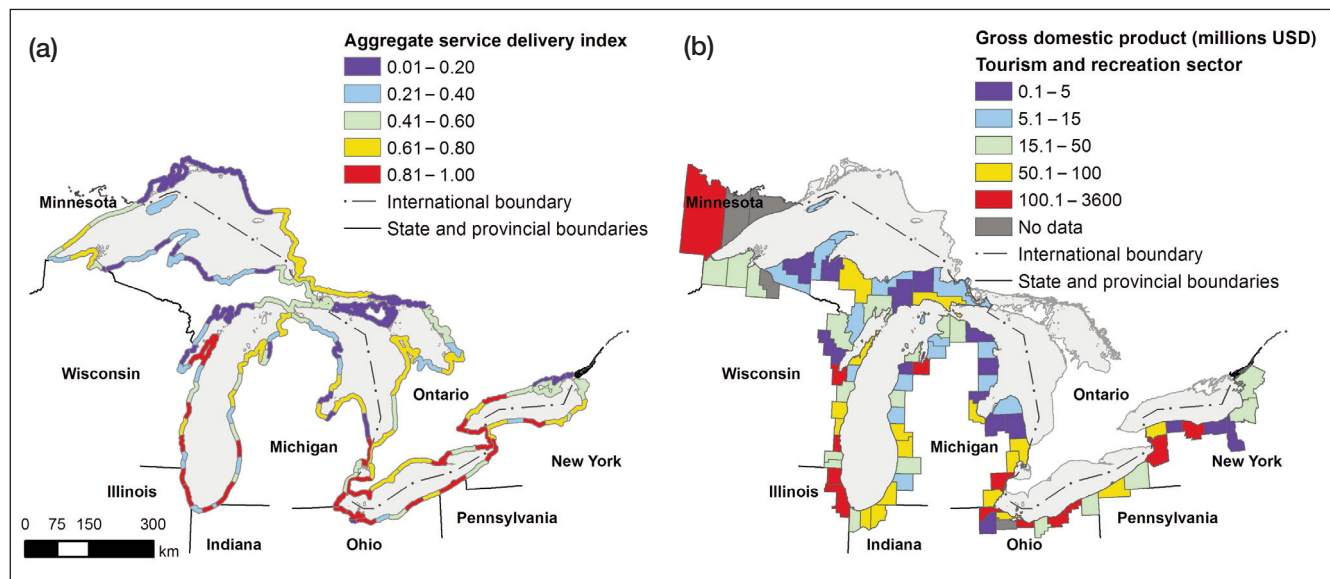 (a)
Aggregate service delivery index
0.01 – 0.20
0.21 – 0.40
0.41 – 0.60
0.61 – 0.80
0.81 – 1.00
International boundary
State and provincial boundaries
Minnesota
Wisconsin
Michigan
Ontario
New York
Illinois
Pennsylvania
Indiana
Ohio
0 75 150 300
km
(b)
Gross domestic product (millions USD)
Tourism and recreation sector
0.1 – 5
5.1 – 15
15.1 – 50
50.1 – 100
100.1 – 3600
No data
International boundary
State and provincial boundaries
Minnesota
Wisconsin
Michigan
Ontario
New York
Illinois
Pennsylvania
Indiana
Ohio